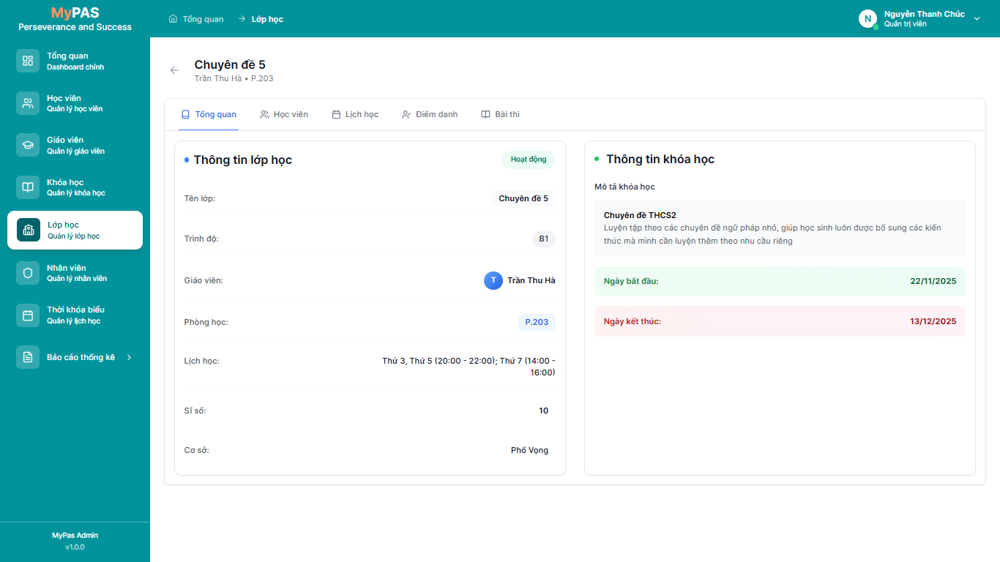 MyPAS
Perseverance and Success
Tổng quan
Dashboard chính
Học viên
Quản lý học viên
Giáo viên
Quản lý giáo viên
Khóa học
Quản lý khóa học
Lớp học
Quản lý lớp học
Nhân viên
Quản lý nhân viên
Thời khóa biểu
Quản lý lịch học
Báo cáo thống kê
MyPas Admin
v1.0.0
Tổng quan
Lớp học
N
Nguyễn Thanh Chúc
Quản trị viên
Chuyên đề 5
Trần Thu Hà • P.203
Tổng quan
Học viên
Lịch học
Điểm danh
Bài thi
Thông tin lớp học
Hoạt động
Tên lớp:
Chuyên đề 5
Trình độ:
B1
Giáo viên:
T
Trần Thu Hà
Phòng học:
P.203
Lịch học:
Thứ 3, Thứ 5 (20:00 - 22:00); Thứ 7 (14:00 -
16:00)
Sĩ số:
10
Cơ sở:
Phố Vọng
Thông tin khóa học
Mô tả khóa học
Chuyên đề THCS2
Luyện tập theo các chuyên đề ngữ pháp nhỏ, giúp học sinh luôn được bổ sung các kiến
thức mà mình cần luyện thêm theo nhu cầu riêng
Ngày bắt đầu:
22/11/2025
Ngày kết thúc:
13/12/2025